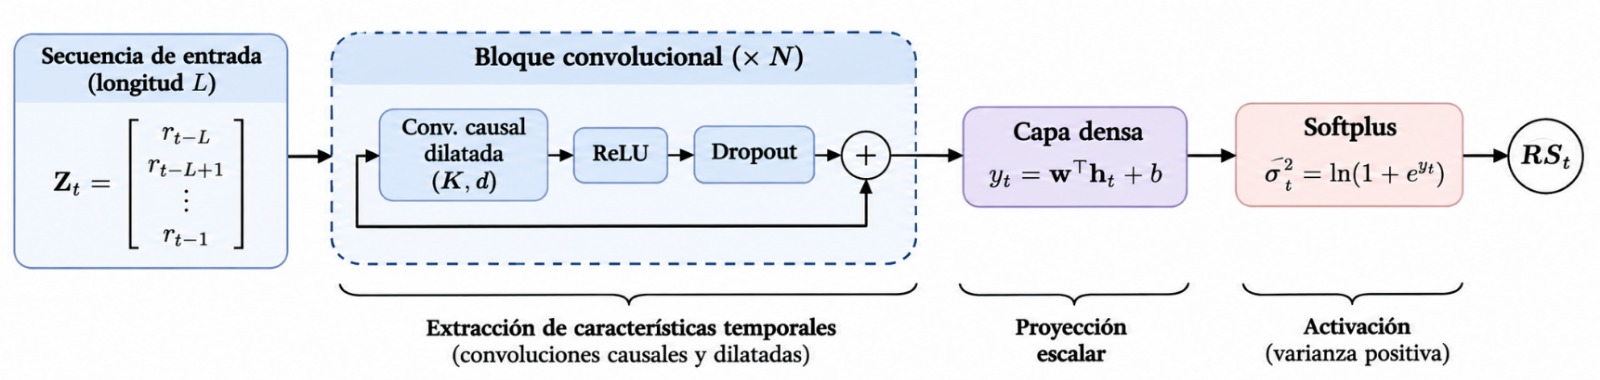 Secuencia de entrada
(longitud L)
Z_t =
r_{t−L}
r_{t−L+1}
⋮
r_{t−1}
Bloque convolucional (× N)
Conv. causal
dilatada
(K, d)
ReLU
Dropout
+
Capa densa
y_t = w^⊤h_t + b
Softplus
σ̂²_t = ln(1 + e^{y_t})
RS_t
Extracción de características temporales
(convoluciones causales y dilatadas)
Proyección
escalar
Activación
(varianza positiva)